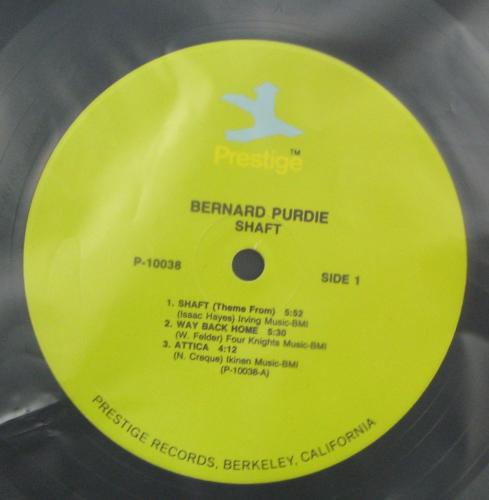 Prestige™
BERNARD PURDIE
SHAFT
P-10038
SIDE 1
1. SHAFT (Theme From) 5:52
(Isaac Hayes) Irving Music-BMI
2. WAY BACK HOME 5:30
(W. Felder) Four Knights Music-BMI
3. ATTICA 4:12
(N. Creque) Ikinen Music-BMI
(P-10038-A)
PRESTIGE RECORDS, BERKELEY, CALIFORNIA